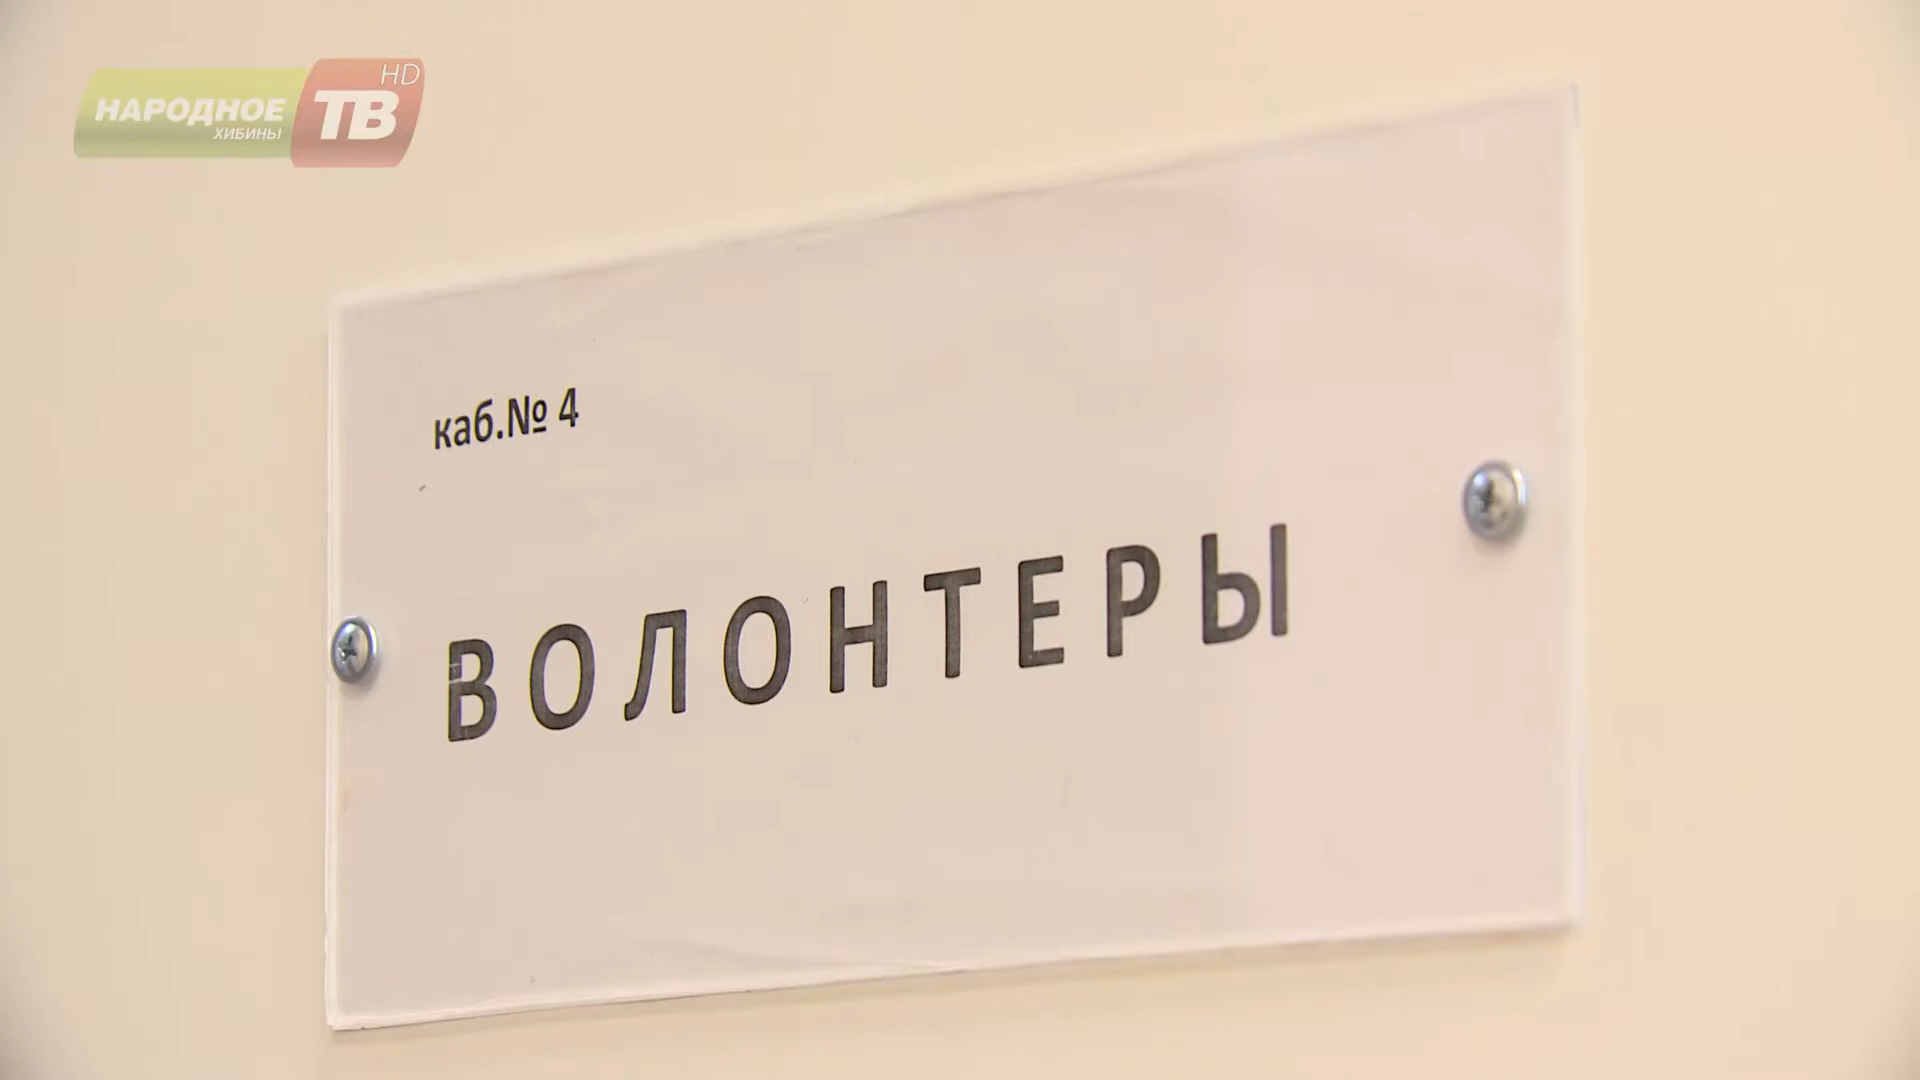 НАРОДНОЕ
ХИБИНЫ
ТВ
HD
каб.№ 4
ВОЛОНТЕРЫ